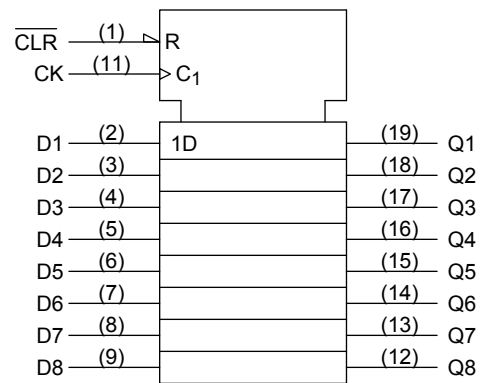 C̅L̅R̅ (1) R
CK (11) C1
D1 (2) 1D (19) Q1
D2 (3) (18) Q2
D3 (4) (17) Q3
D4 (5) (16) Q4
D5 (6) (15) Q5
D6 (7) (14) Q6
D7 (8) (13) Q7
D8 (9) (12) Q8